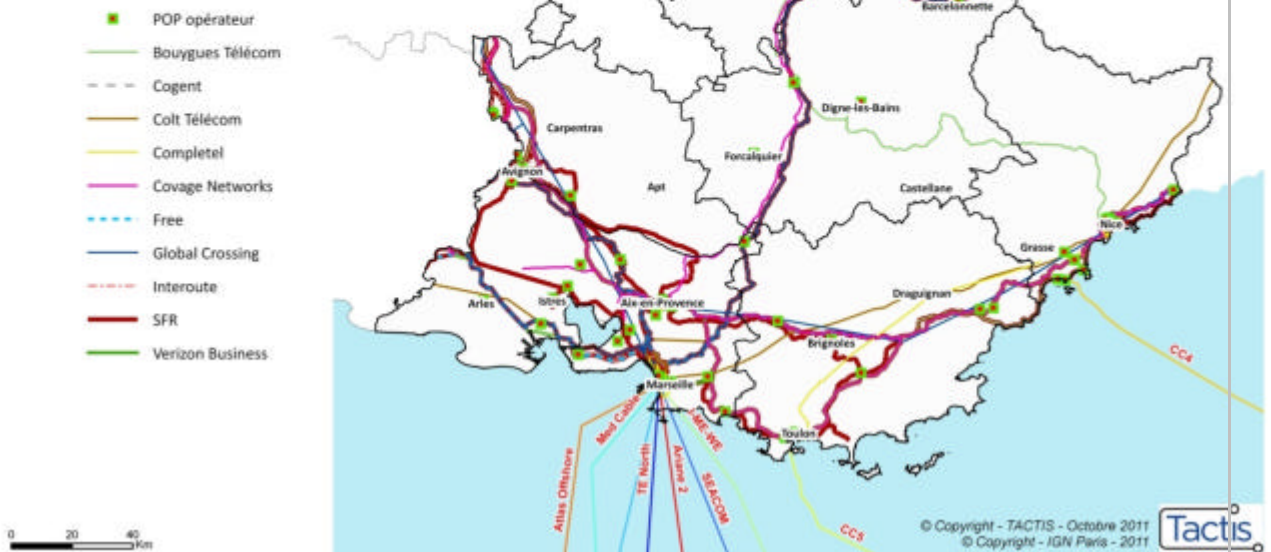 POP opérateur
Bouygues Télécom
Cogent
Colt Télécom
Completel
Covage Networks
Free
Global Crossing
Interoute
SFR
Verizon Business
0 20 40
Km
Barcelonnette
Digne-les-Bains
Carpentras
Forcalquier
Avignon
Apt
Castellane
Nice
Grasse
Draguignan
Arles
Istres
Aix-en-Provence
Brignoles
Marseille
Toulon
CC4
Med Cable
I-ME-WE
Atlas Offshore
TE North
Ariane 2
SEACOM
CC5
© Copyright - TACTIS - Octobre 2011
© Copyright - IGN Paris - 2011
Tactis